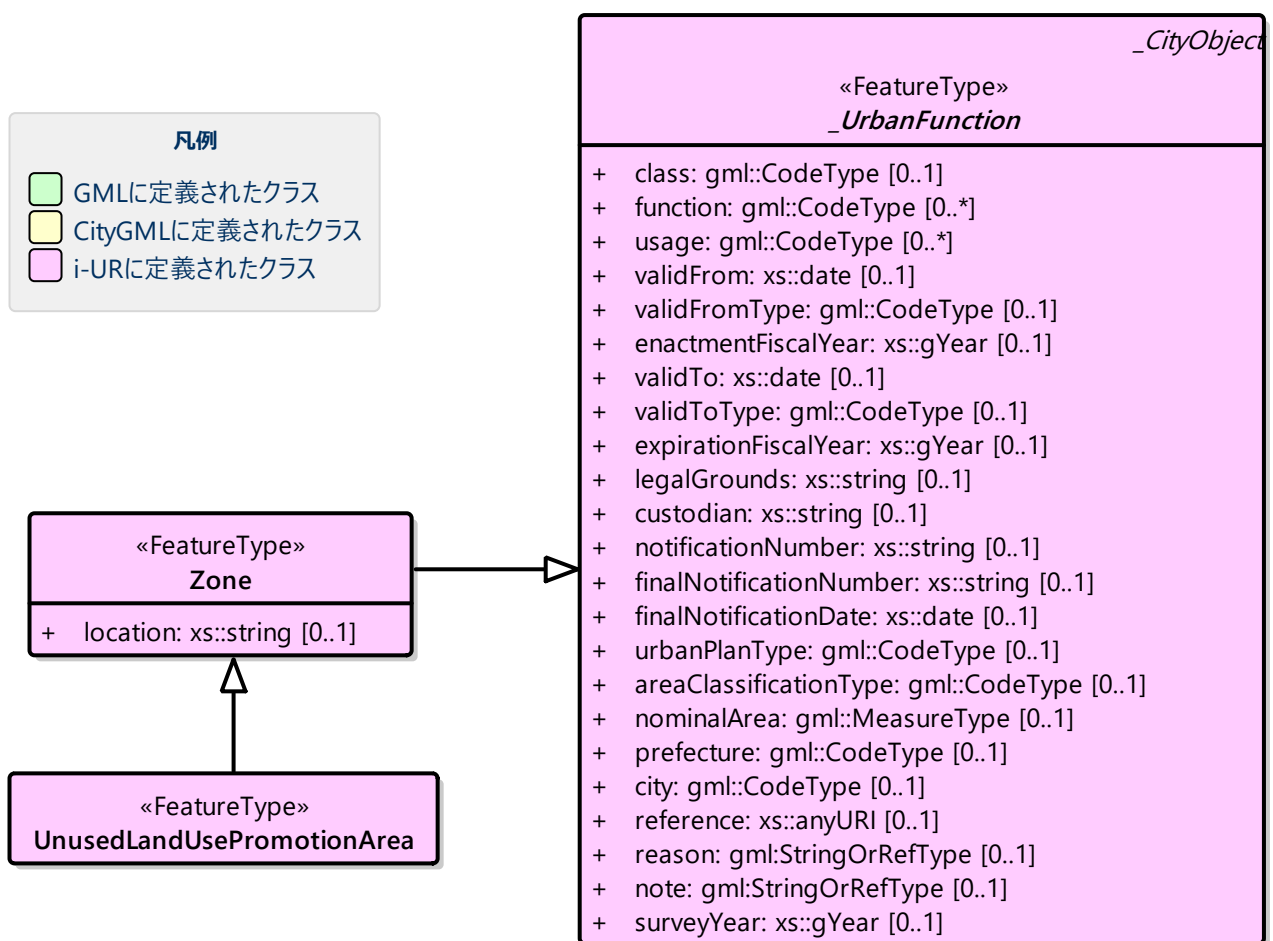 凡例
GMLに定義されたクラス
CityGMLに定義されたクラス
i-URに定義されたクラス
_CityObject
«FeatureType»
_UrbanFunction
+ class: gml::CodeType [0..1]
+ function: gml::CodeType [0..*]
+ usage: gml::CodeType [0..*]
+ validFrom: xs::date [0..1]
+ validFromType: gml::CodeType [0..1]
+ enactmentFiscalYear: xs::gYear [0..1]
+ validTo: xs::date [0..1]
+ validToType: gml::CodeType [0..1]
+ expirationFiscalYear: xs::gYear [0..1]
+ legalGrounds: xs::string [0..1]
+ custodian: xs::string [0..1]
+ notificationNumber: xs::string [0..1]
+ finalNotificationNumber: xs::string [0..1]
+ finalNotificationDate: xs::date [0..1]
+ urbanPlanType: gml::CodeType [0..1]
+ areaClassificationType: gml::CodeType [0..1]
+ nominalArea: gml::MeasureType [0..1]
+ prefecture: gml::CodeType [0..1]
+ city: gml::CodeType [0..1]
+ reference: xs::anyURI [0..1]
+ reason: gml:StringOrRefType [0..1]
+ note: gml:StringOrRefType [0..1]
+ surveyYear: xs::gYear [0..1]
«FeatureType»
Zone
+ location: xs::string [0..1]
«FeatureType»
UnusedLandUsePromotionArea